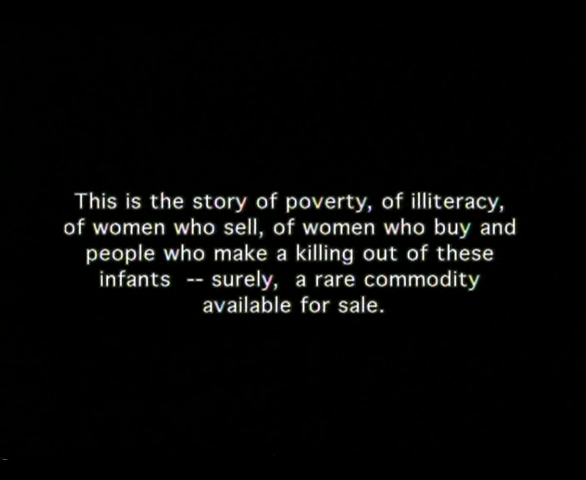 This is the story of poverty, of illiteracy,
of women who sell, of women who buy and
people who make a killing out of these
infants -- surely, a rare commodity
available for sale.